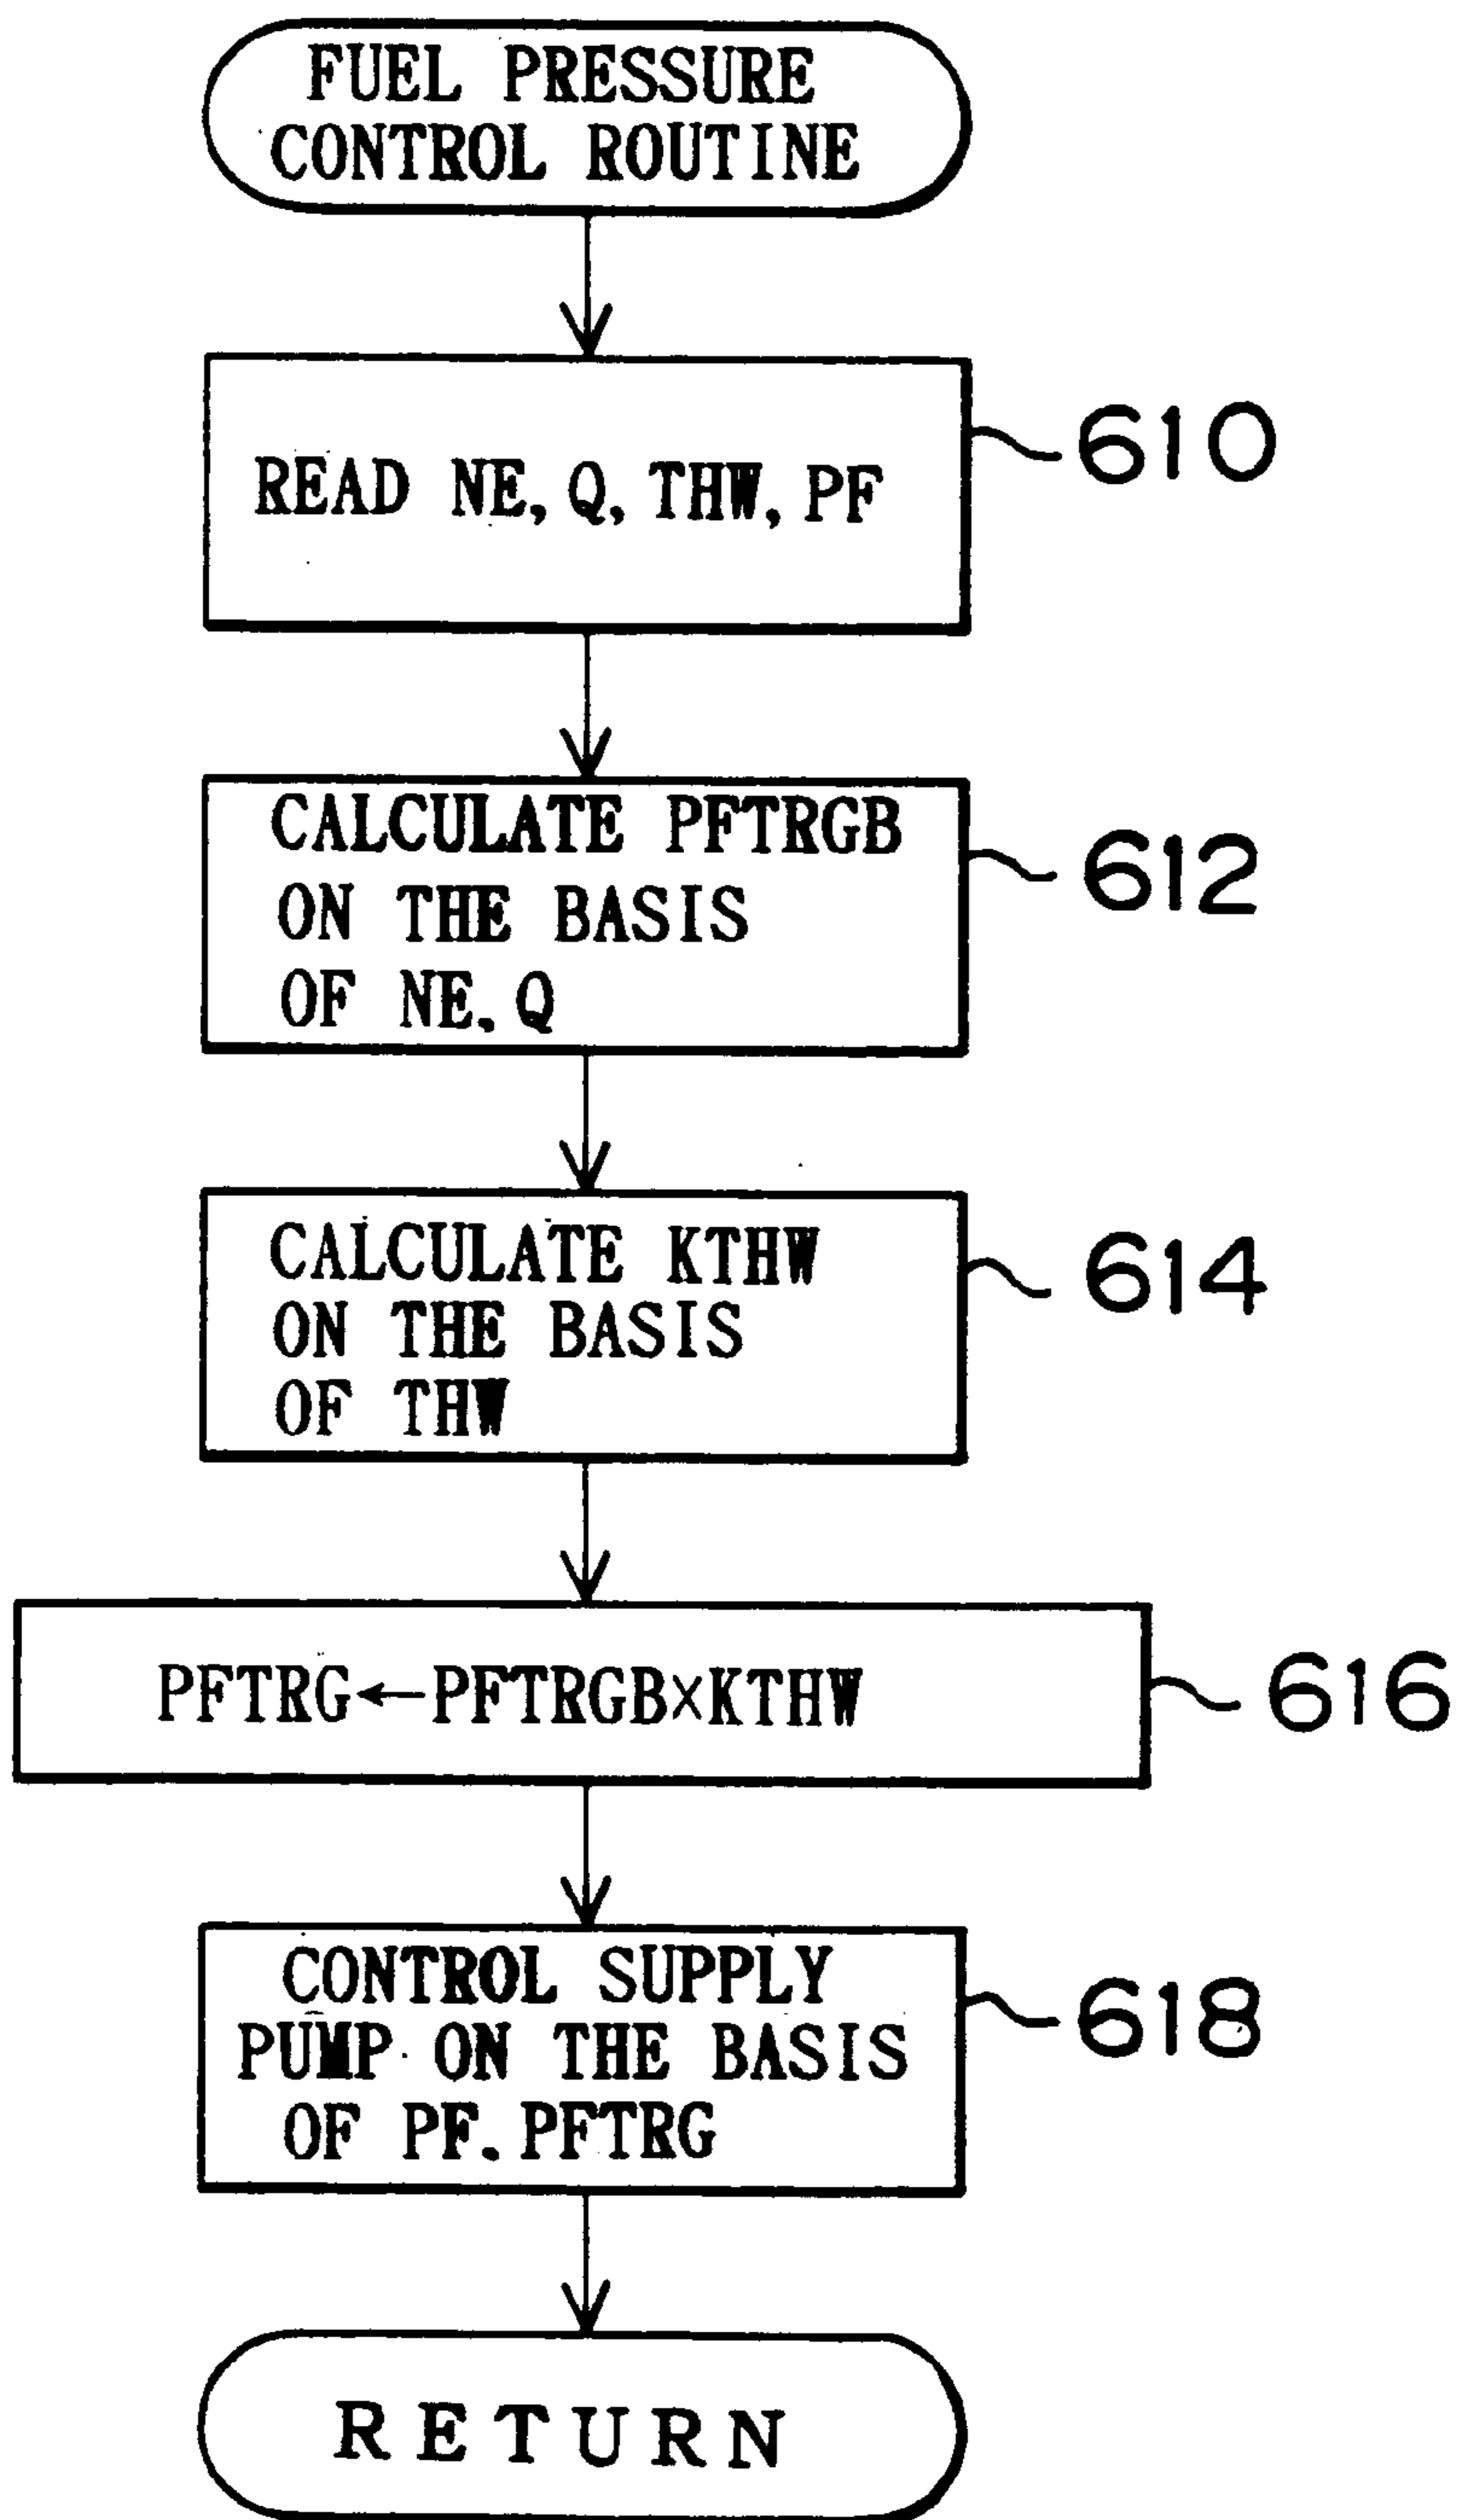 FUEL PRESSURE
CONTROL ROUTINE
READ NE, Q, THW, PF
610
CALCULATE PFTRGB
ON THE BASIS
OF NE, Q
612
CALCULATE KTHW
ON THE BASIS
OF THW
614
PFTRG←PFTRGB×KTHW
616
CONTROL SUPPLY
PUMP ON THE BASIS
OF PF. PFTRG
618
RETURN